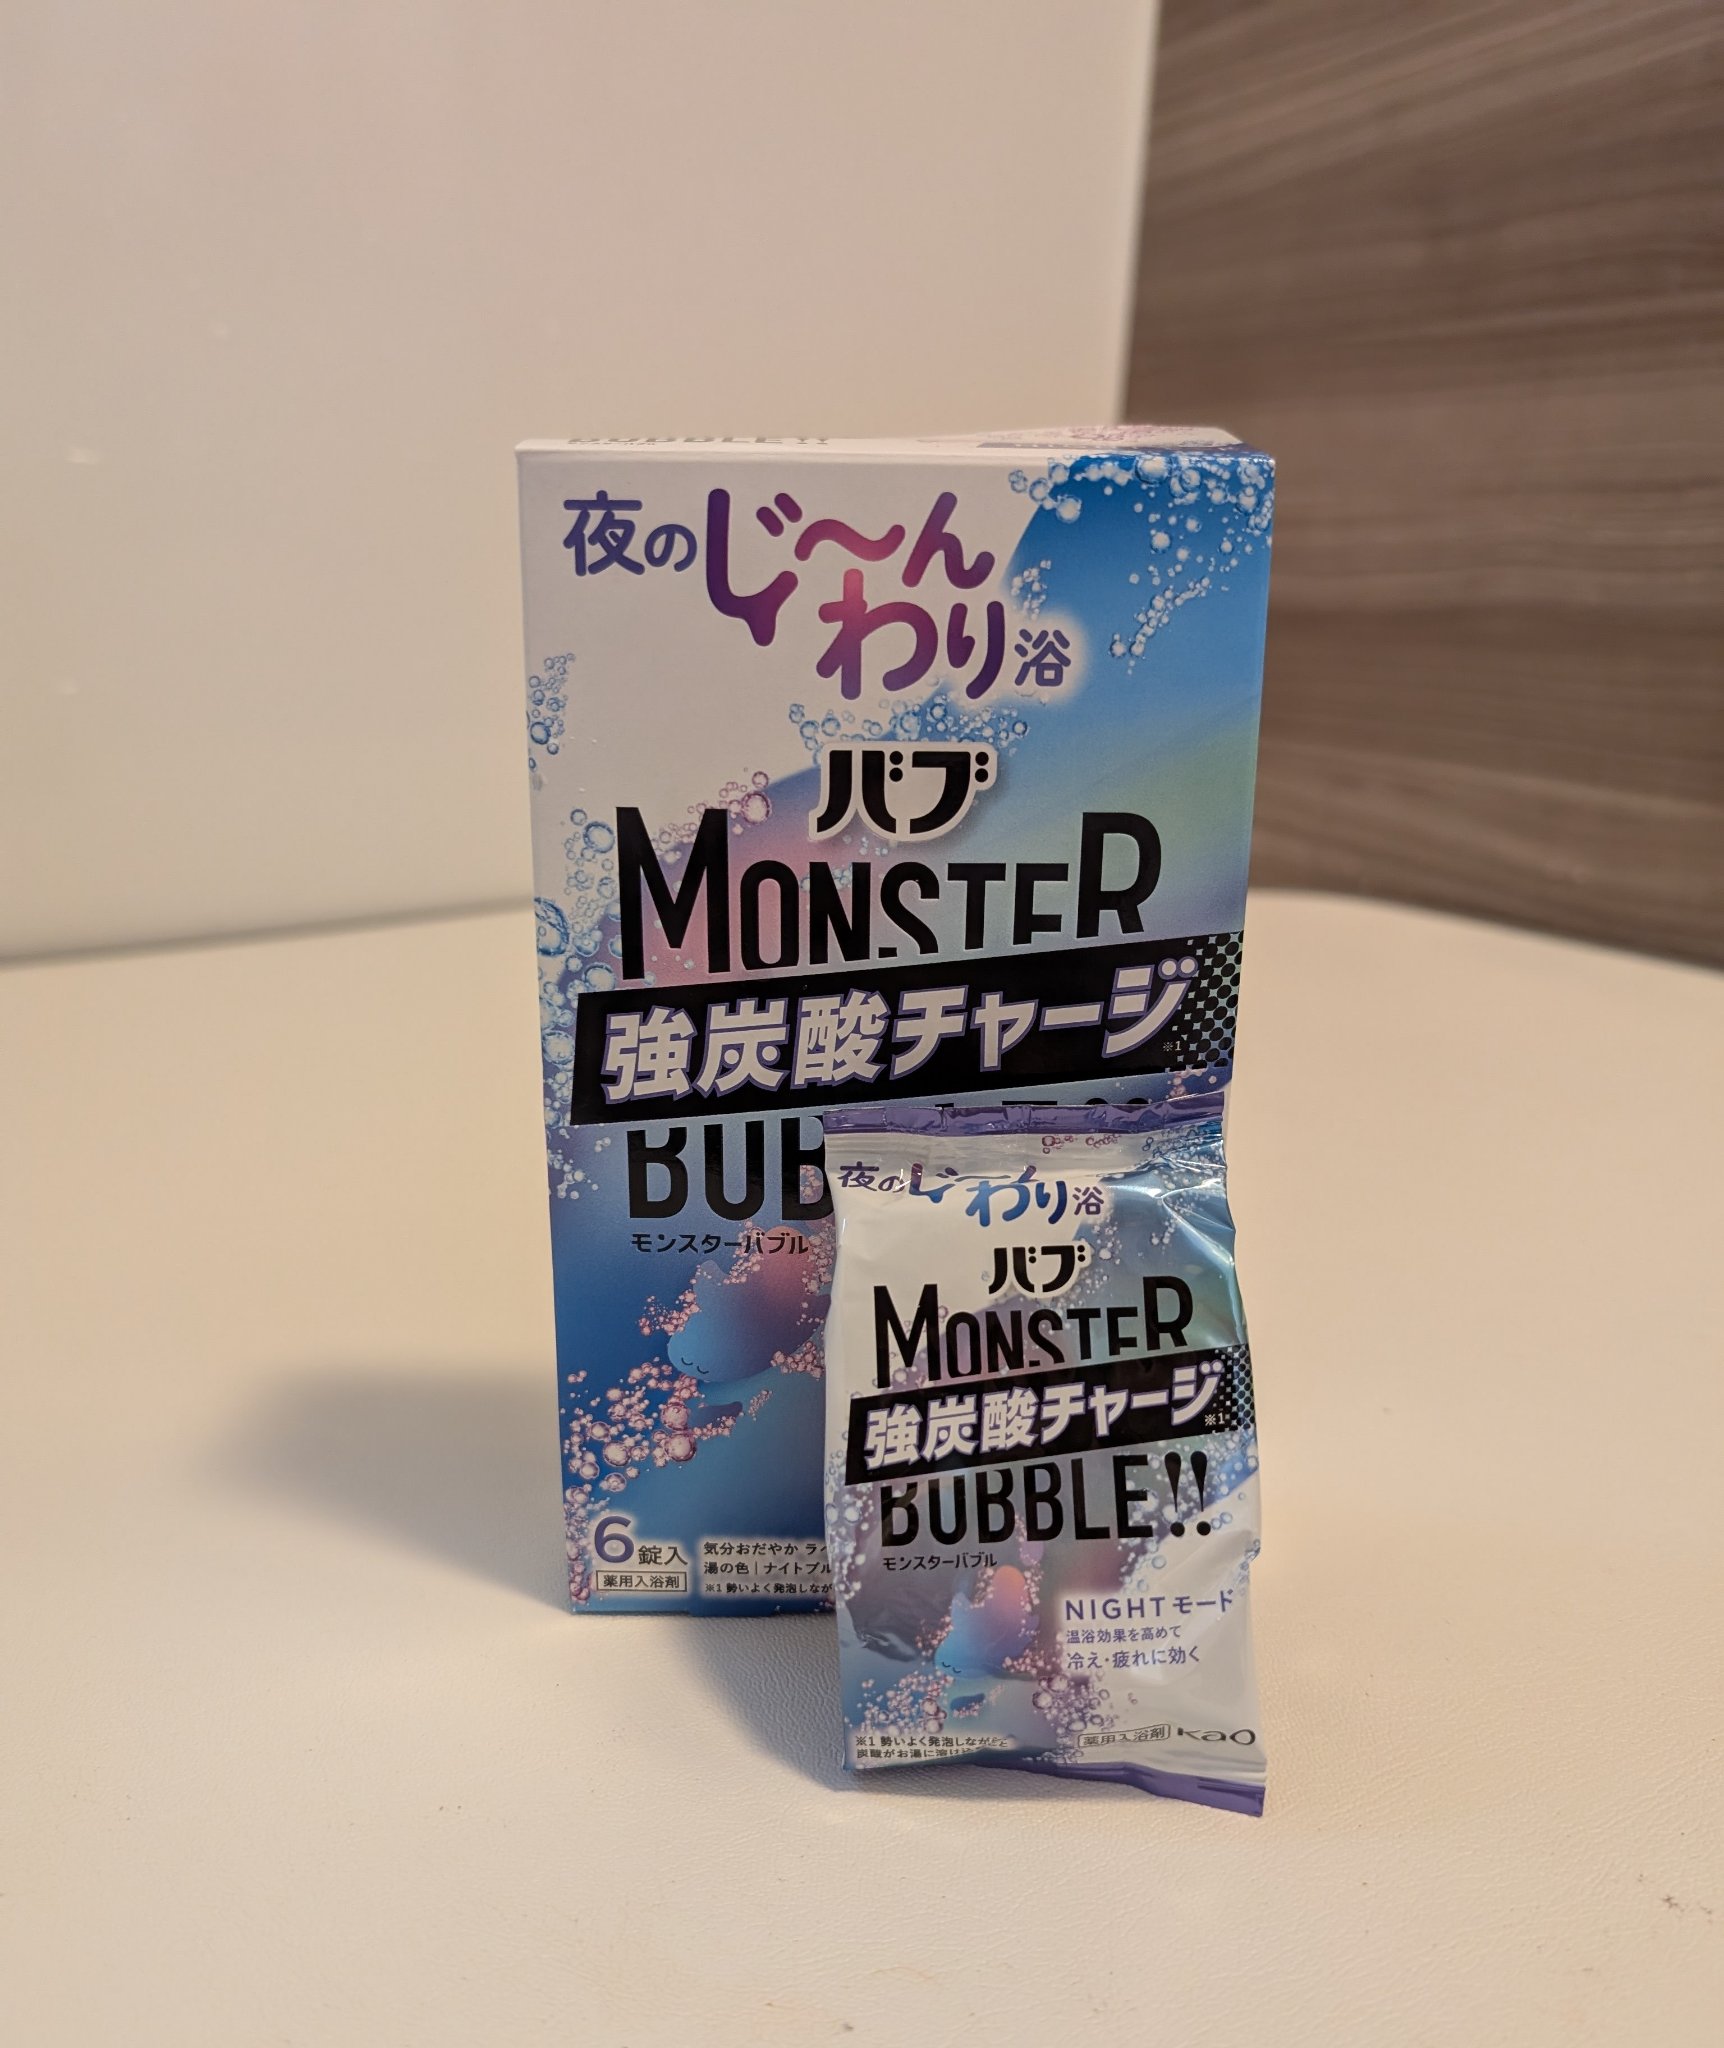 夜のじ〜んわり浴
バブ
MONSTER
強炭酸チャージ※1
BUB
モンスターバブル
6錠入
薬用入浴剤
気分おだやか
湯の色|ナイトブル
※1 勢いよく発泡しなが
夜のじ〜んわり浴
バブ
MONSTER
強炭酸チャージ※1
BUBBLE!!
モンスターバブル
NIGHTモード
温浴効果を高めて
冷え・疲れに効く
※1 勢いよく発泡しながら
炭酸がお湯に溶け
薬用入浴剤
Kao